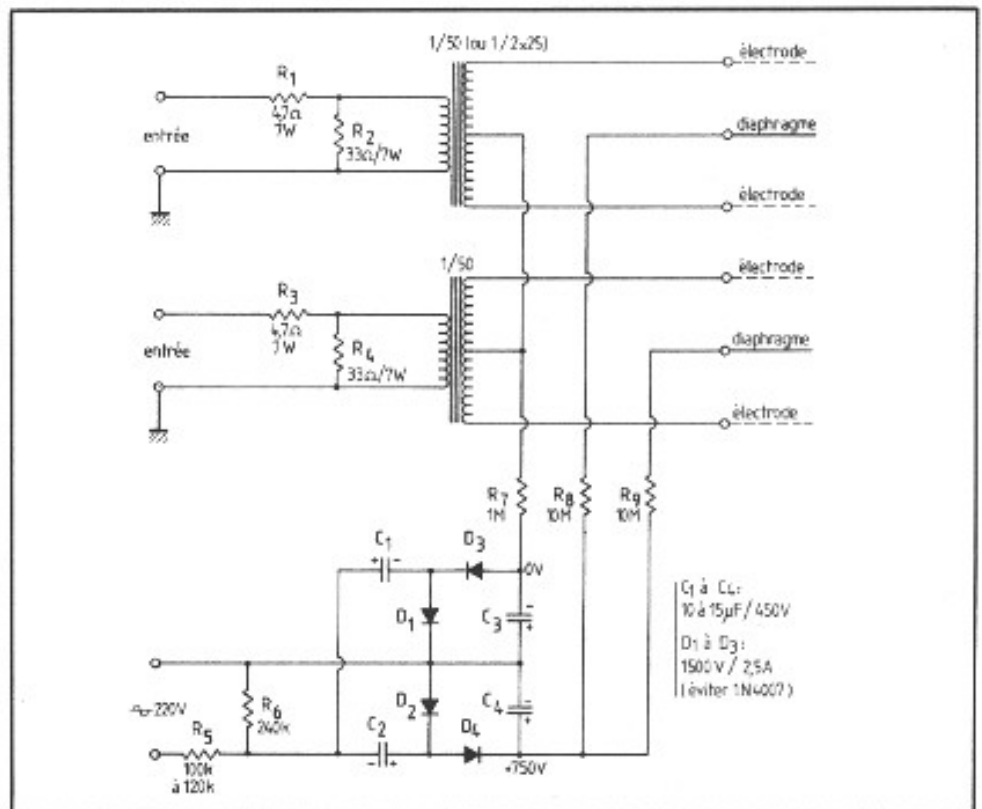 1/50 (ou 1/2x25)
électrode
R1
4,7Ω
7W
entrée
R2
33Ω/7W
diaphragme
électrode
1/50
électrode
R3
4,7Ω
7W
entrée
R4
33Ω/7W
diaphragme
électrode
R7
1M
R8
10M
R9
10M
C1
+ -
D3
0V
D1
C3
-
+
C1 à C4:
10 à 15µF / 450V
D1 à D3:
1500 V / 2,5A
(éviter 1N4007)
220V
R6
240k
D2
C4
-
+
R5
100k
à 120k
C2
- +
D4
+750V